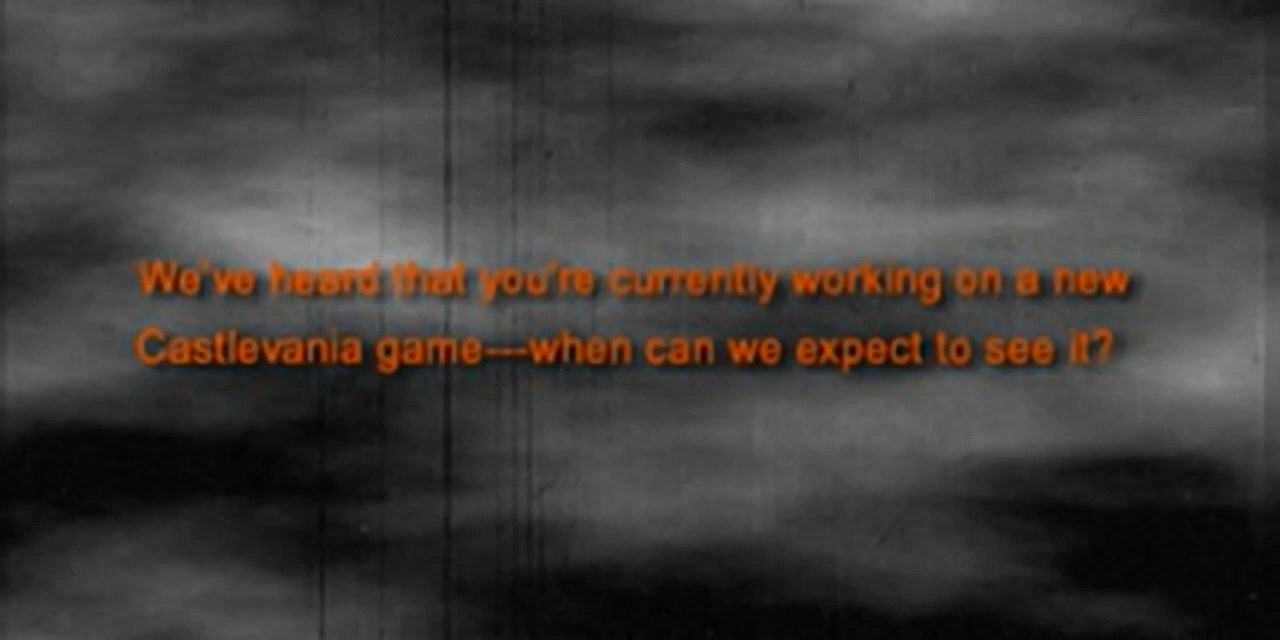 We've heard that you're currently working on a new
Castlevania game—when can we expect to see it?